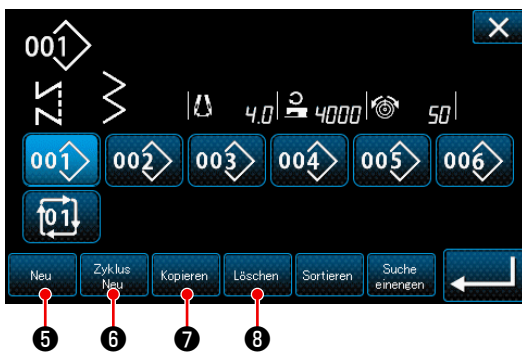 001
4.0 4000 50
001 002 003 004 005 006
01
Neu
Zyklus
Neu
Kopieren
Löschen
Sortieren
Suche
einengen
5 6 7 8